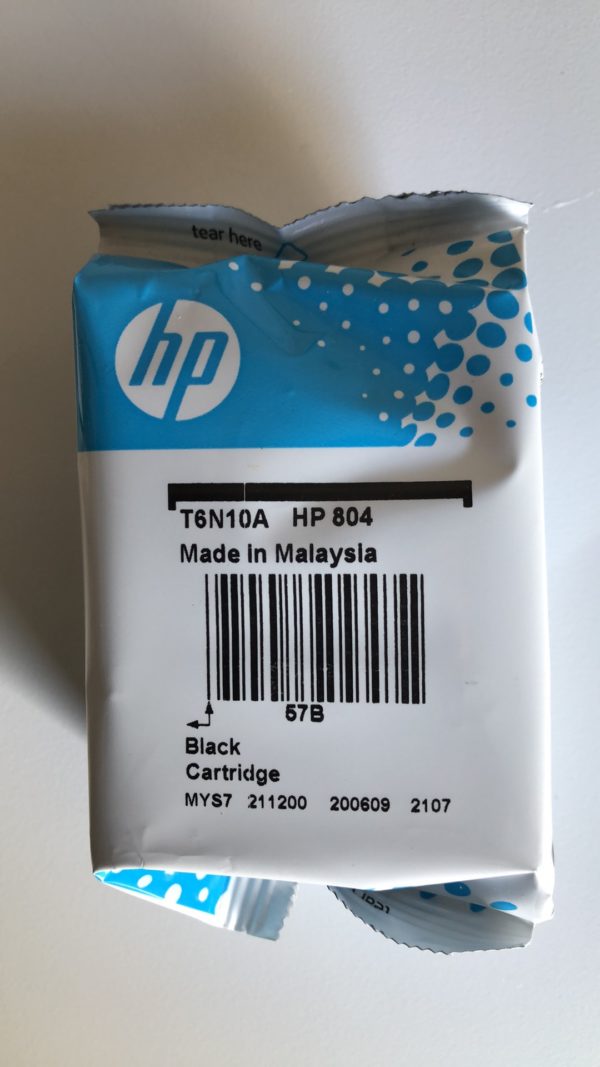 tear here
hp
T6N10A HP 804
Made in Malaysia
57B
Black
Cartridge
MYS7 211200 200609 2107